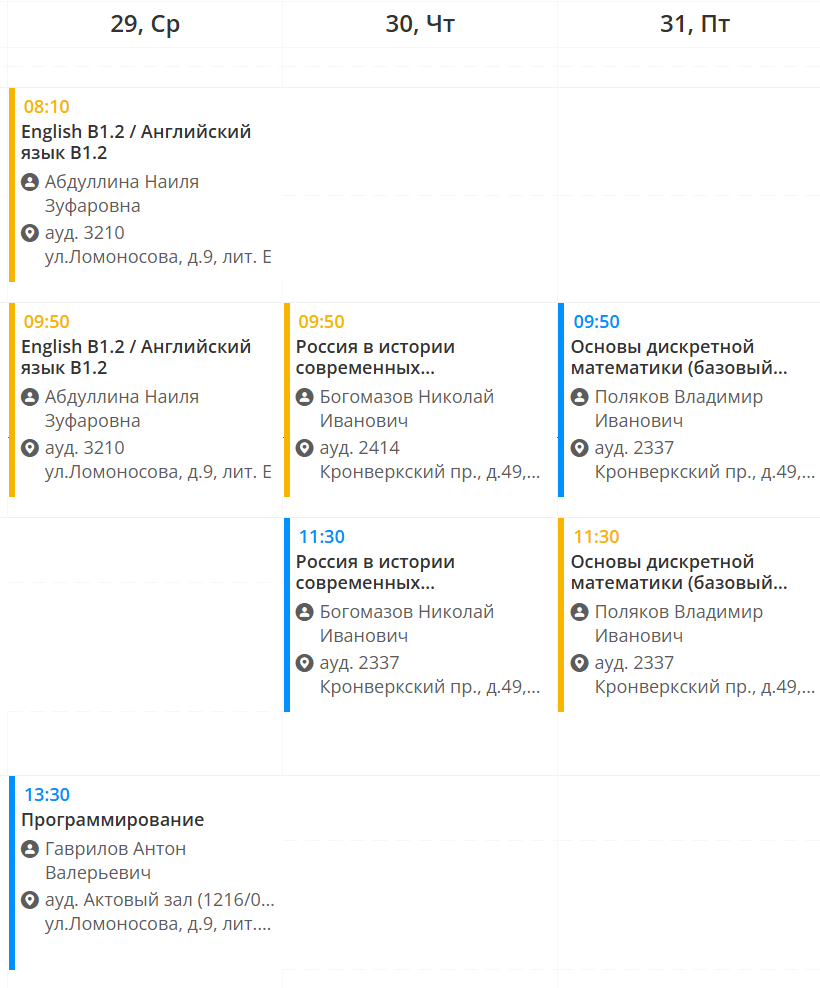 29, Ср
30, Чт
31, Пт
08:10
English B1.2 / Английский
язык B1.2
Абдуллина Наиля
Зуфаровна
ауд. 3210
ул.Ломоносова, д.9, лит. Е
09:50
English B1.2 / Английский
язык B1.2
Абдуллина Наиля
Зуфаровна
ауд. 3210
ул.Ломоносова, д.9, лит. Е
09:50
Россия в истории
современных...
Богомазов Николай
Иванович
ауд. 2414
Кронверкский пр., д.49,...
09:50
Основы дискретной
математики (базовый...
Поляков Владимир
Иванович
ауд. 2337
Кронверкский пр., д.49,...
11:30
Россия в истории
современных...
Богомазов Николай
Иванович
ауд. 2337
Кронверкский пр., д.49,...
11:30
Основы дискретной
математики (базовый...
Поляков Владимир
Иванович
ауд. 2337
Кронверкский пр., д.49,...
13:30
Программирование
Гаврилов Антон
Валерьевич
ауд. Актовый зал (1216/0...
ул.Ломоносова, д.9, лит....